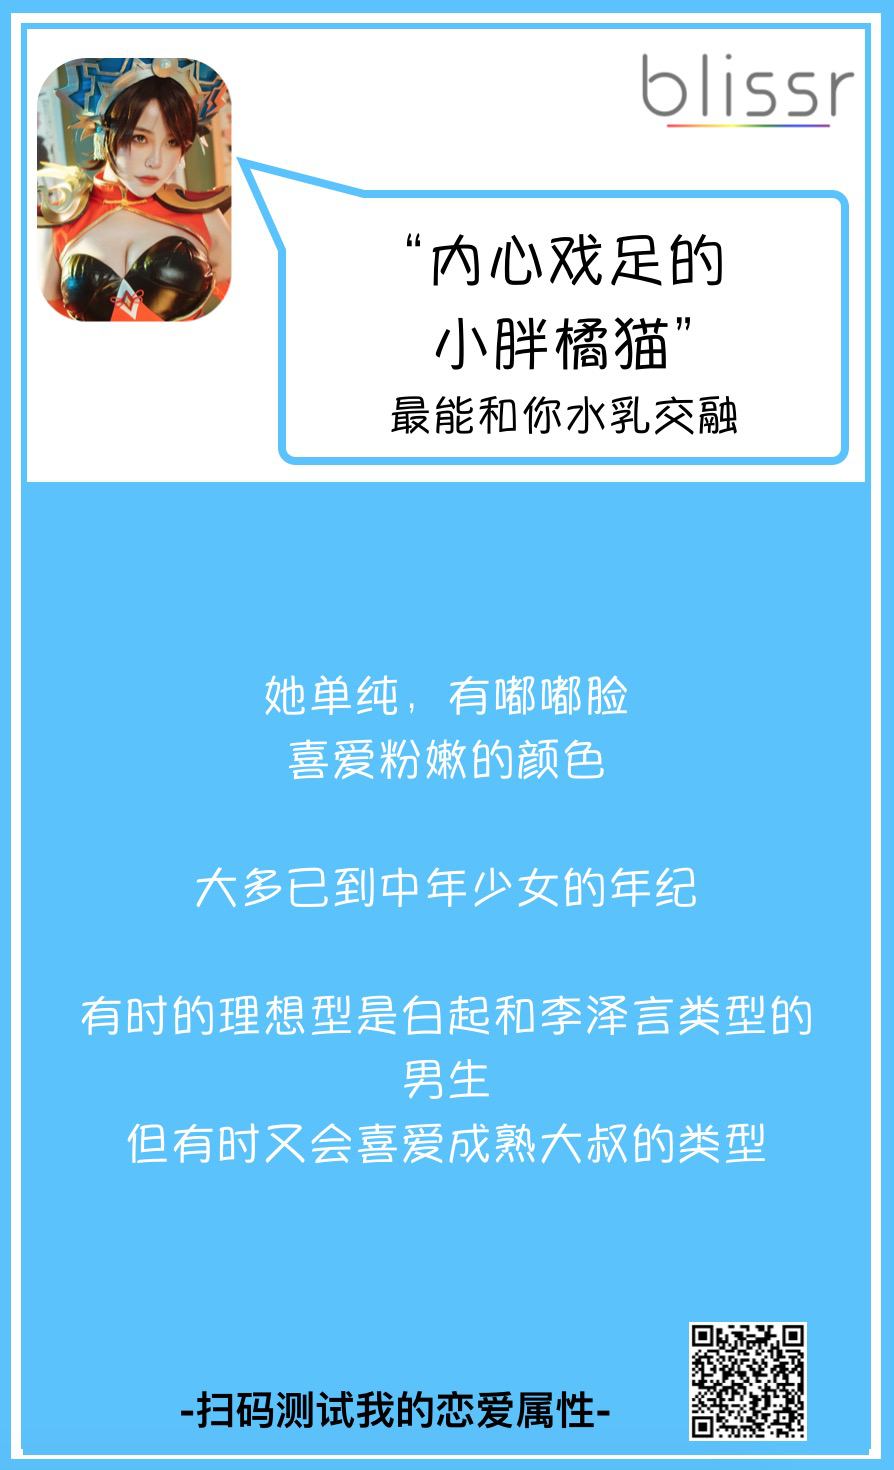 blissr
“内心戏足的
小胖橘猫”
最能和你水乳交融
她单纯，有嘟嘟脸
喜爱粉嫩的颜色
大多已到中年少女的年纪
有时的理想型是白起和李泽言类型的
男生
但有时又会喜爱成熟大叔的类型
-扫码测试我的恋爱属性-